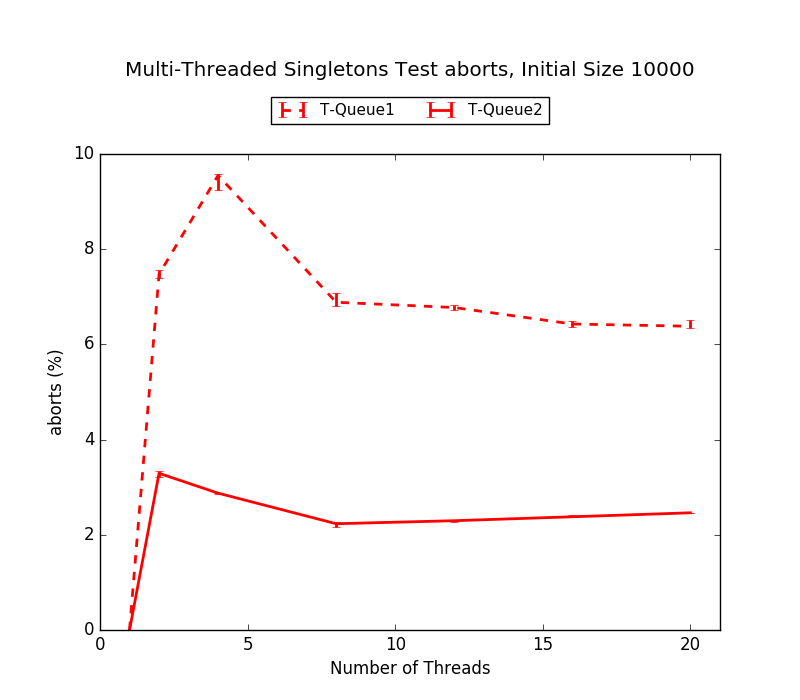 Multi-Threaded Singletons Test aborts, Initial Size 10000
T-Queue1 T-Queue2
10
8
6
4
2
0
aborts (%)
0 5 10 15 20
Number of Threads